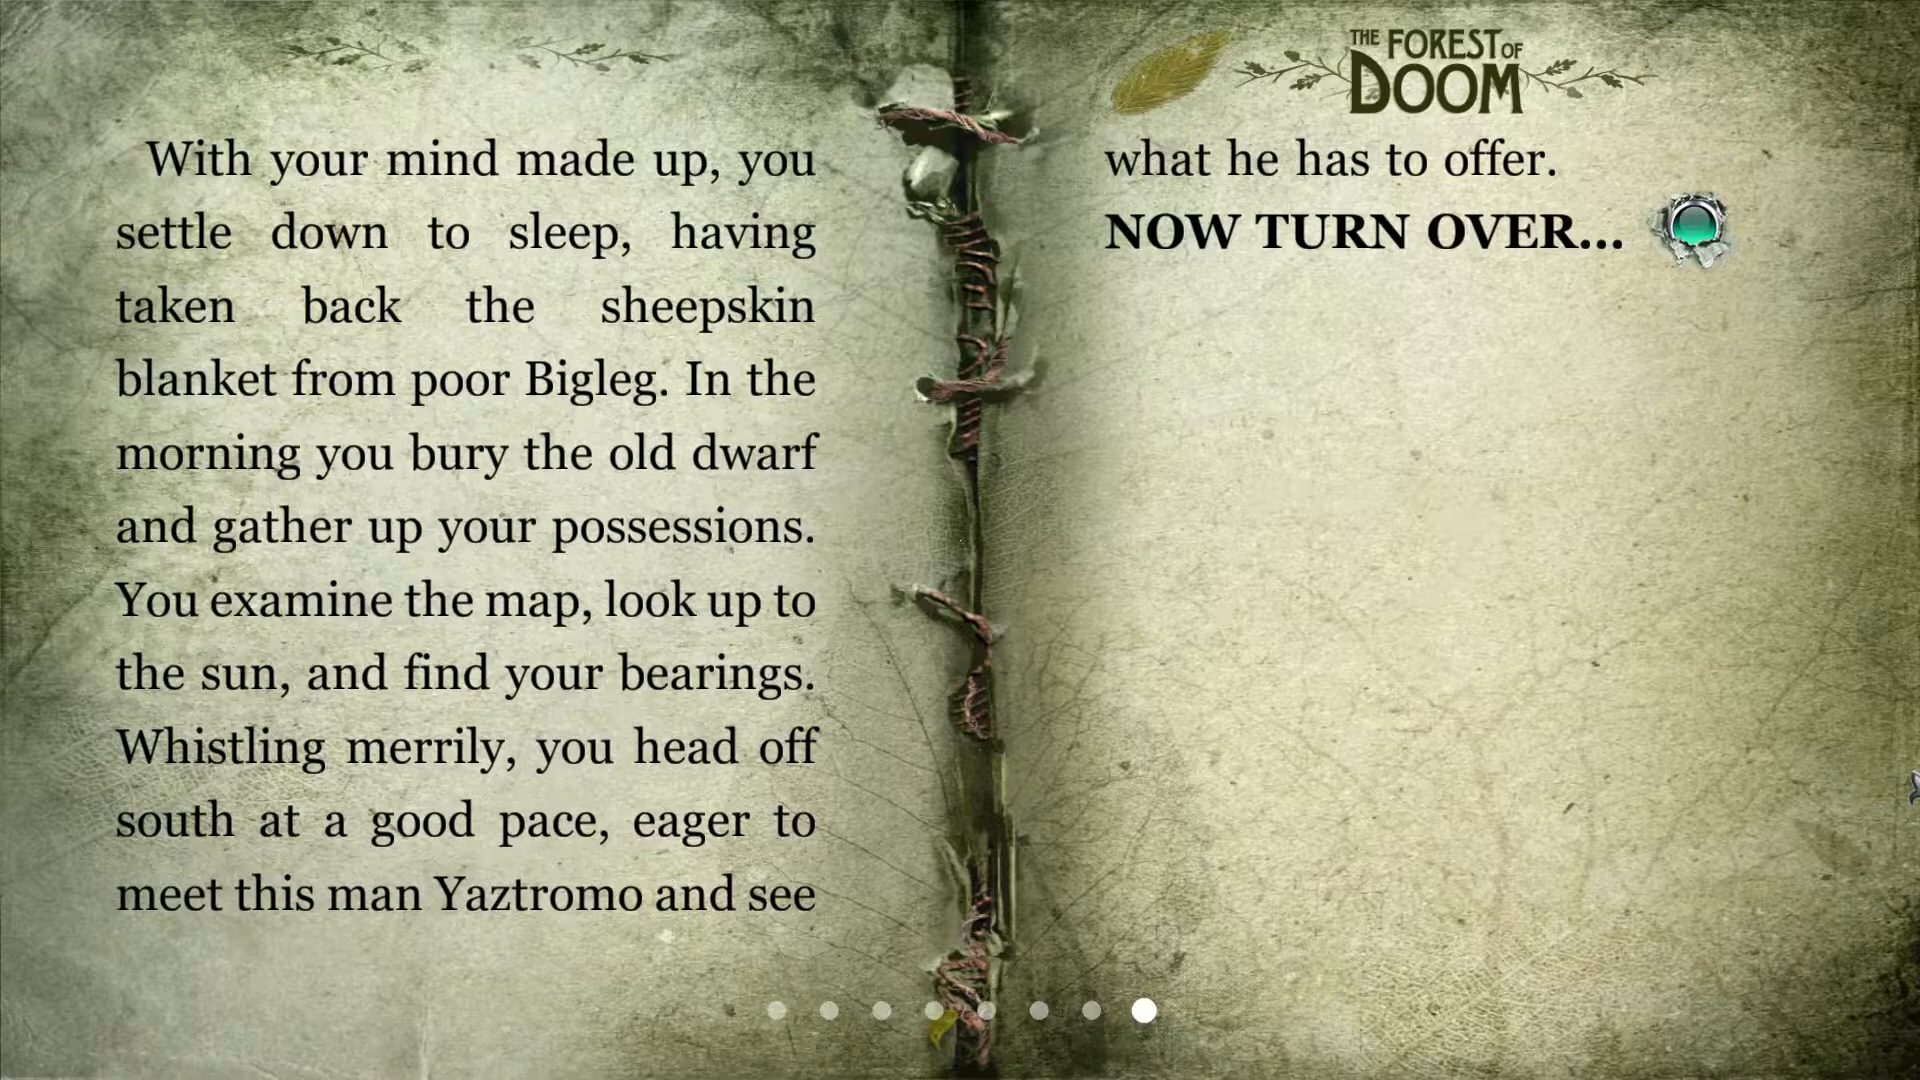 With your mind made up, you
settle down to sleep, having
taken back the sheepskin
blanket from poor Bigleg. In the
morning you bury the old dwarf
and gather up your possessions.
You examine the map, look up to
the sun, and find your bearings.
Whistling merrily, you head off
south at a good pace, eager to
meet this man Yaztromo and see
THE FOREST OF
DOOM
what he has to offer.
NOW TURN OVER...